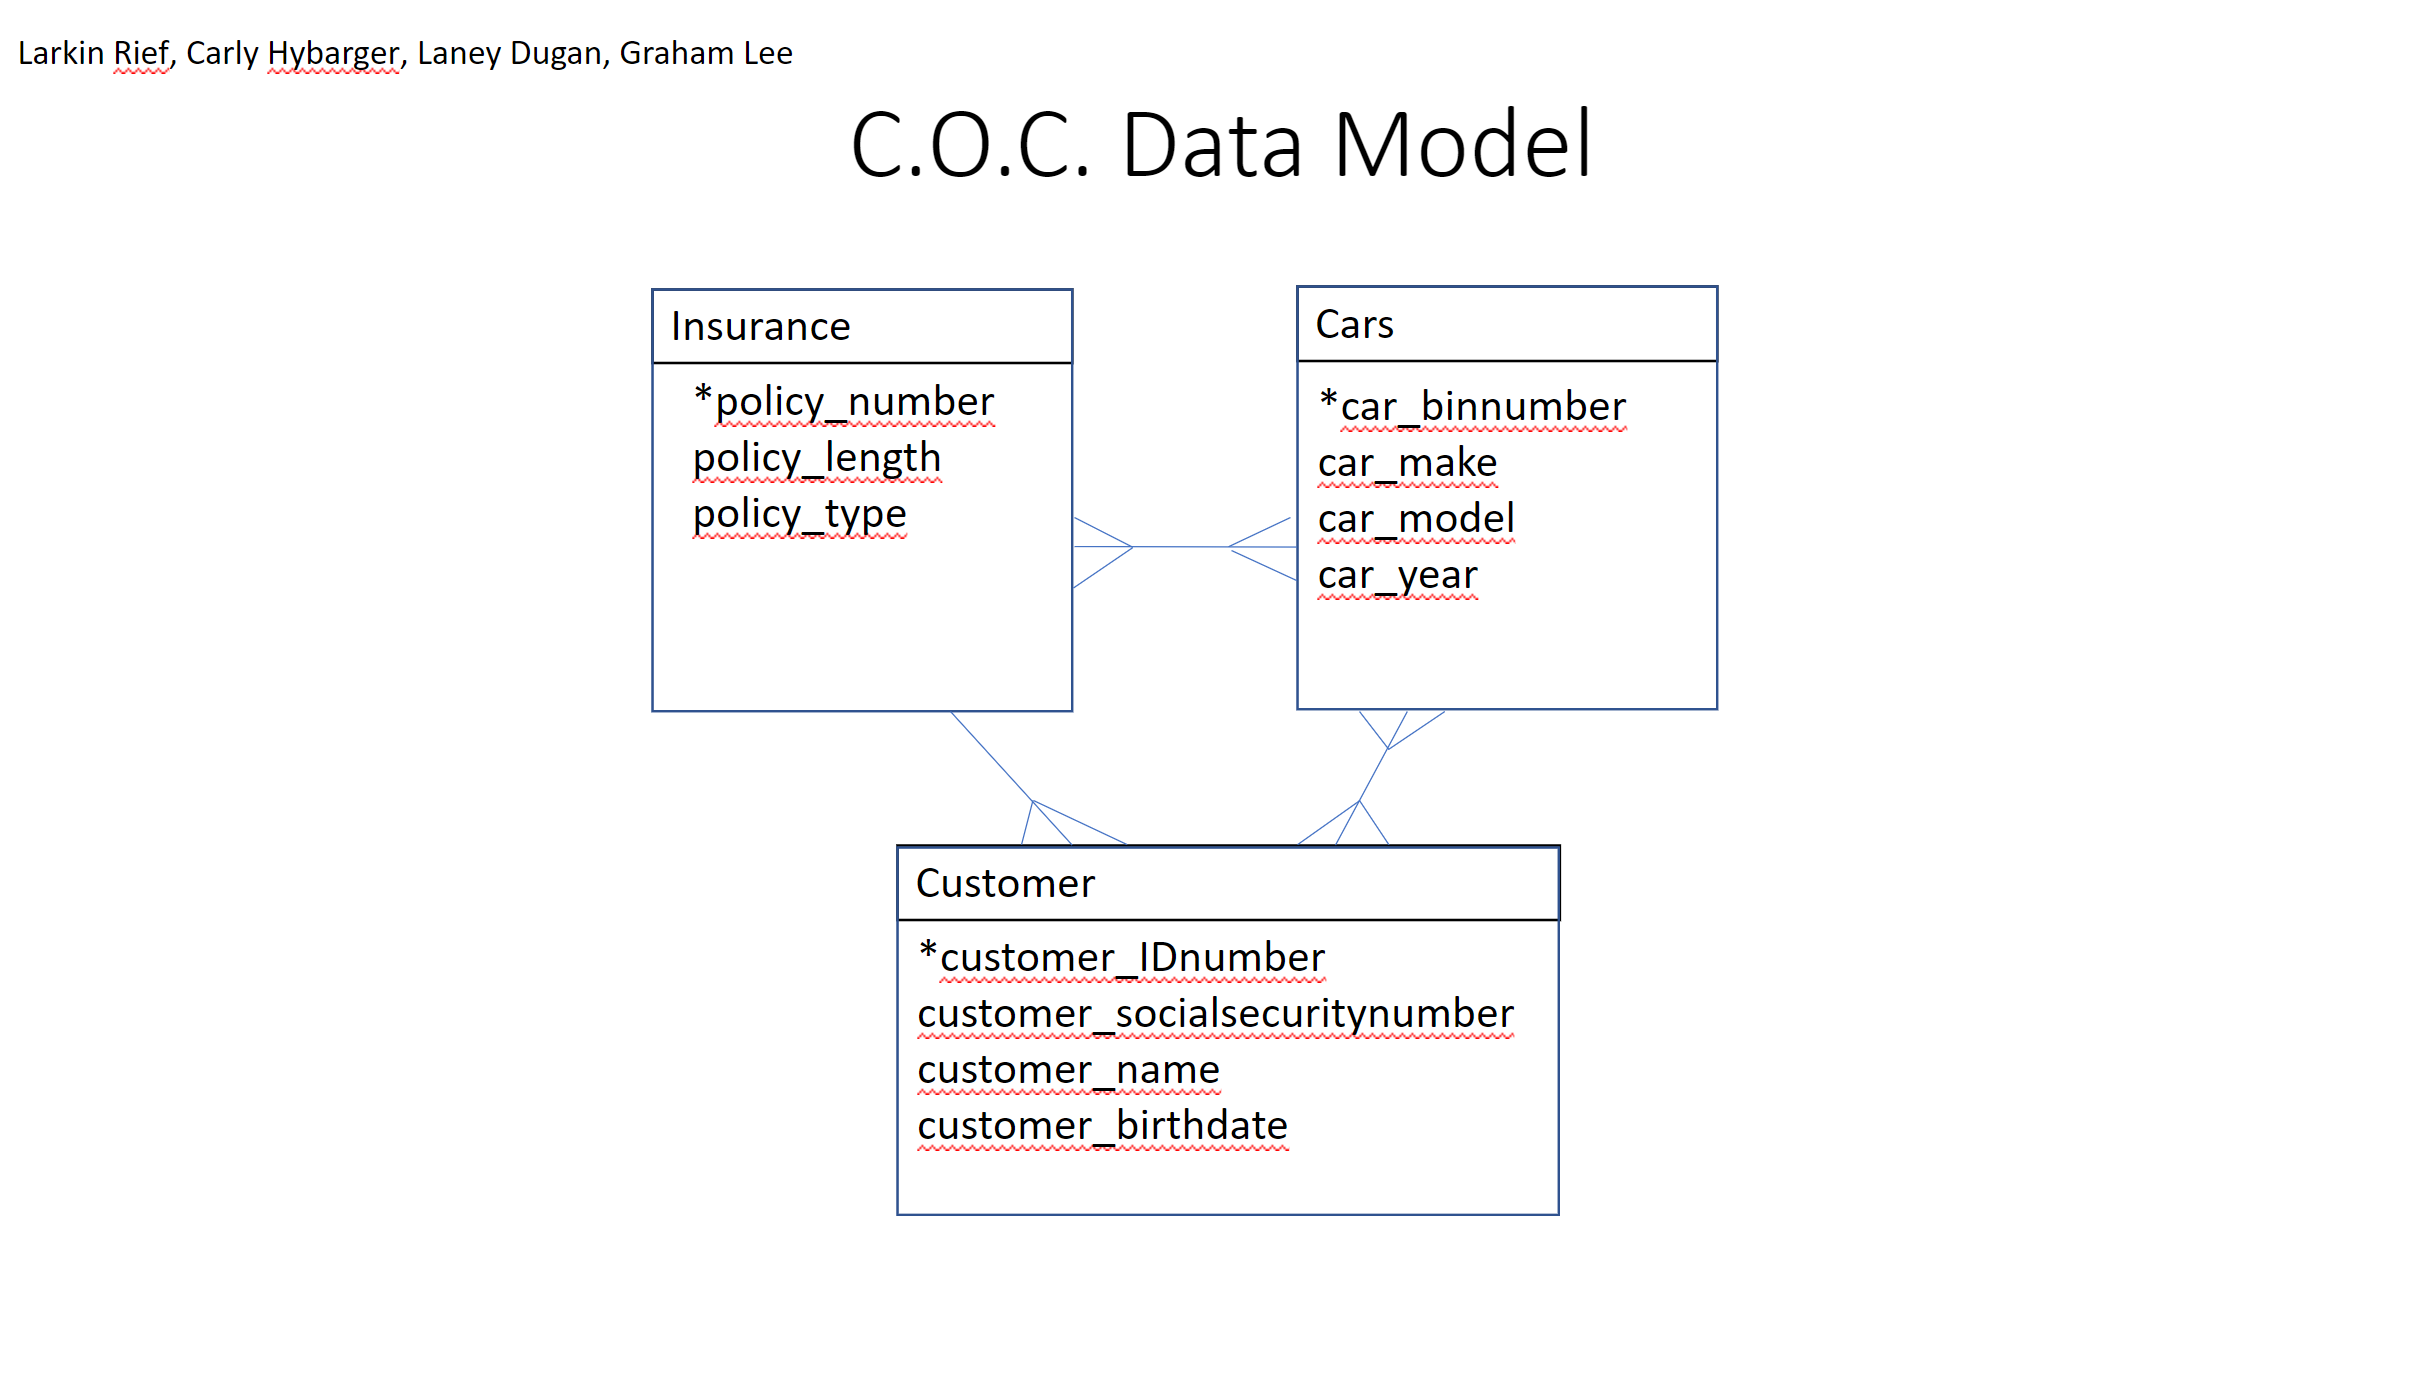 Larkin Rief, Carly Hybarger, Laney Dugan, Graham Lee
C.O.C. Data Model
Insurance
*policy_number
policy_length
policy_type
Cars
*car_binnumber
car_make
car_model
car_year
Customer
*customer_IDnumber
customer_socialsecuritynumber
customer_name
customer_birthdate